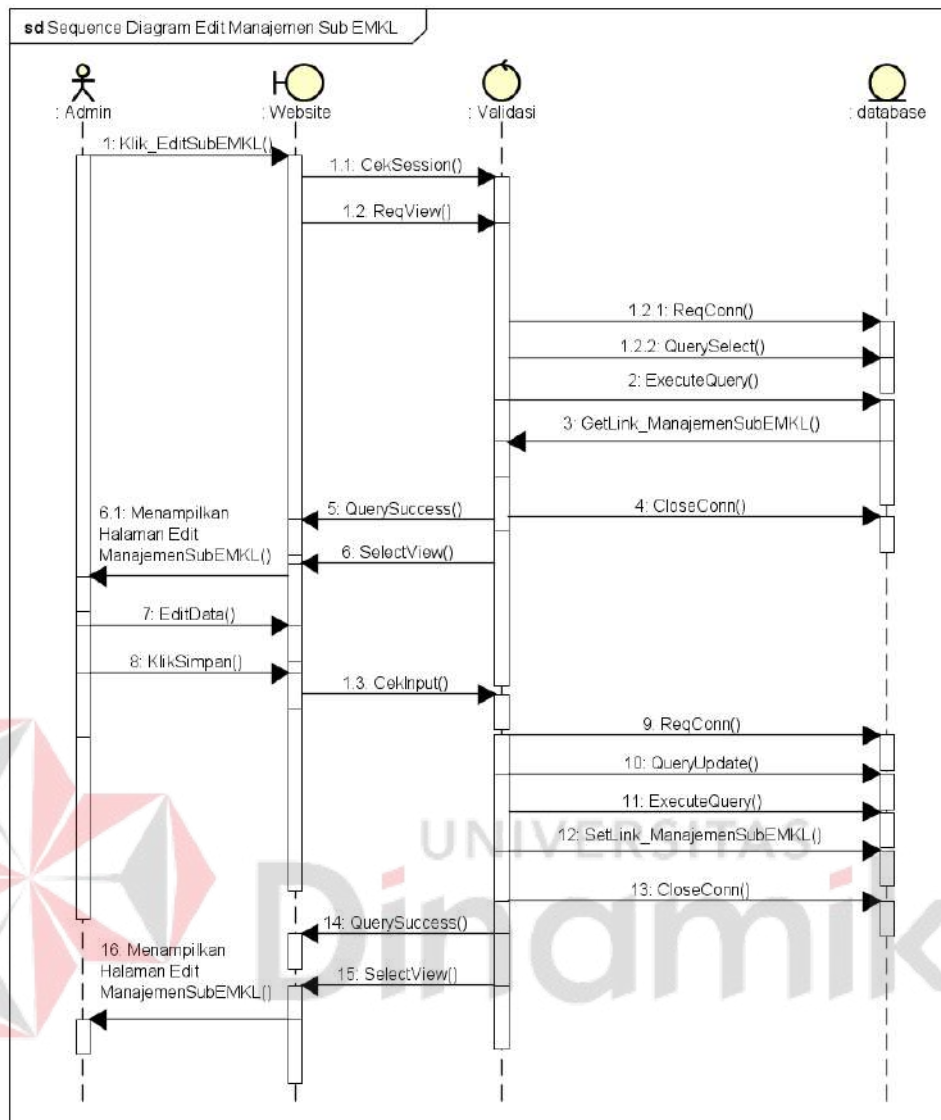 sd Sequence Diagram Edit Manajemen Sub EMKL
: Admin
: Website
: Validasi
: database
1: Klik_EditSubEMKL()
1.1: CekSession()
1.2: ReqView()
1.2.1: ReqConn()
1.2.2: QuerySelect()
2: ExecuteQuery()
3: GetLink_ManajemenSubEMKL()
4: CloseConn()
5: QuerySuccess()
6: SelectView()
6.1: Menampilkan
Halaman Edit
ManajemenSubEMKL()
7: EditData()
8: KlikSimpan()
1.3: CekInput()
9: ReqConn()
10: QueryUpdate()
11: ExecuteQuery()
12: SetLink_ManajemenSubEMKL()
13: CloseConn()
14: QuerySuccess()
15: SelectView()
16: Menampilkan
Halaman Edit
ManajemenSubEMKL()
UNIVERSITAS
Dinamik